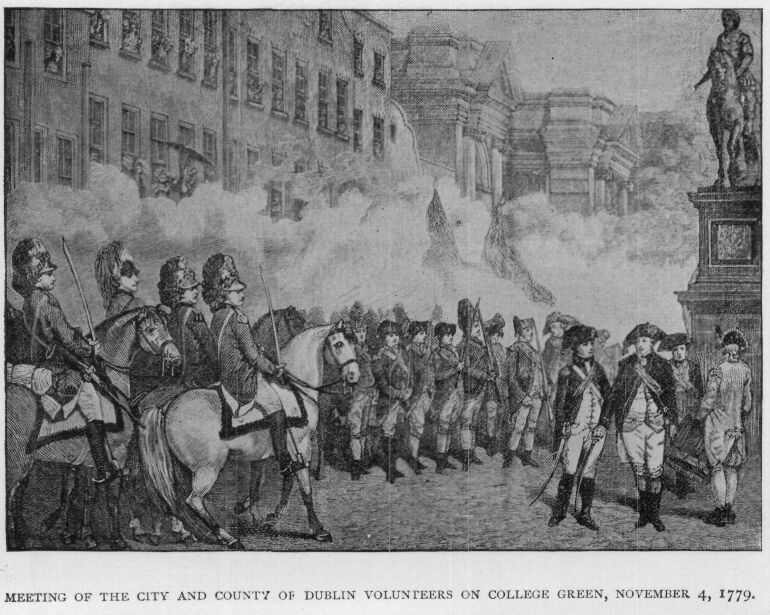 MEETING OF THE CITY AND COUNTY OF DUBLIN VOLUNTEERS ON COLLEGE GREEN, NOVEMBER 4, 1779.